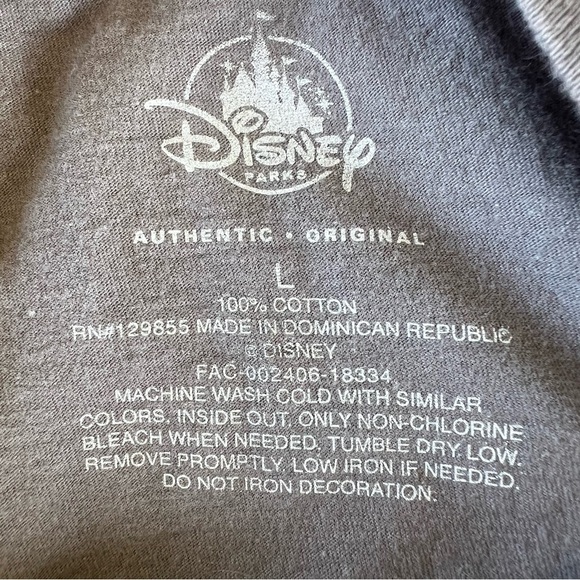 Disney
PARKS
AUTHENTIC • ORIGINAL
L
100% COTTON
RN#129855 MADE IN DOMINICAN REPUBLIC
© DISNEY
FAC-002406-18334
MACHINE WASH COLD WITH SIMILAR
COLORS, INSIDE OUT. ONLY NON-CHLORINE
BLEACH WHEN NEEDED. TUMBLE DRY LOW.
REMOVE PROMPTLY. LOW IRON IF NEEDED.
DO NOT IRON DECORATION.